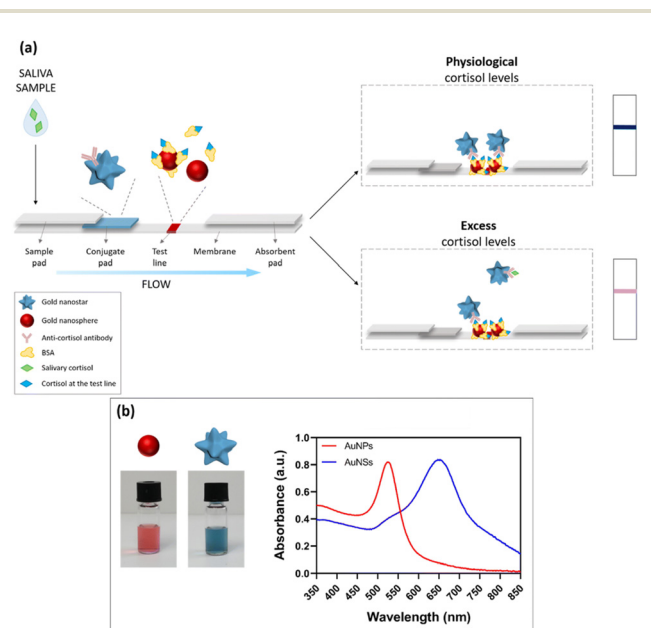 (a)
SALIVA
SAMPLE
Sample
pad
Conjugate
pad
Test
line
Membrane
Absorbent
pad
FLOW
Gold nanostar
Gold nanosphere
Anti-cortisol antibody
BSA
Salivary cortisol
Cortisol at the test line
Physiological
cortisol levels
Excess
cortisol levels
(b)
AuNPs
AuNSs
Absorbance (a.u.)
1.0
0.8
0.6
0.4
0.2
0.0
350 400 450 500 550 600 650 700 750 800 850
Wavelength (nm)